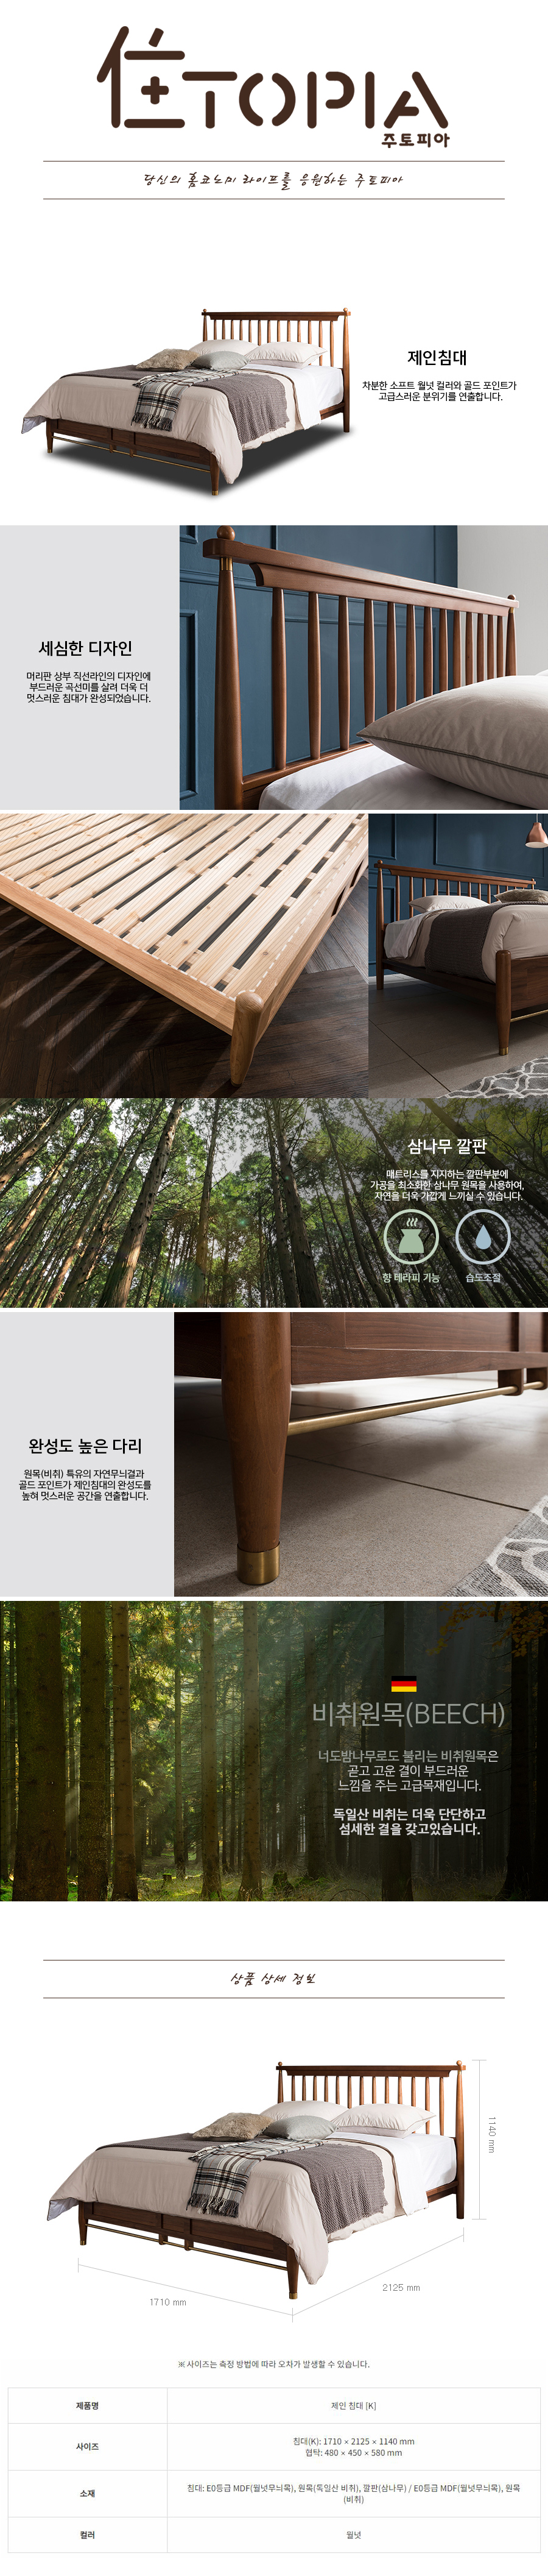 住TOPIA
주토피아
당신의 홈코노미 라이프를 응원하는 주토피아
제인침대
차분한 소프트 월넛 컬러와 골드 포인트가
고급스러운 분위기를 연출합니다.
세심한 디자인
머리판 상부 직선라인의 디자인에
부드러운 곡선미를 살려 더욱 더
멋스러운 침대가 완성되었습니다.
삼나무 깔판
매트리스를 지지하는 깔판부분에
가공을 최소화한 삼나무 원목을 사용하여,
자연을 더욱 가깝게 느끼실 수 있습니다.
향 테라피 기능
습도조절
완성도 높은 다리
원목(비취) 특유의 자연무늬결과
골드 포인트가 제인침대의 완성도를
높혀 멋스러운 공간을 연출합니다.
비취원목(BEECH)
너도밤나무로도 불리는 비취원목은
곧고 고운 결이 부드러운
느낌을 주는 고급목재입니다.
독일산 비취는 더욱 단단하고
섬세한 결을 갖고있습니다.
상품 상세 정보
1140 mm
2125 mm
1710 mm
※ 사이즈는 측정 방법에 따라 오차가 발생할 수 있습니다.
제품명
제인 침대 [K]
사이즈
침대(K): 1710 × 2125 × 1140 mm
협탁: 480 × 450 × 580 mm
소재
침대: E0등급 MDF(월넛무늬목), 원목(독일산 비취), 깔판(삼나무) / E0등급 MDF(월넛무늬목), 원목
(비취)
컬러
월넛